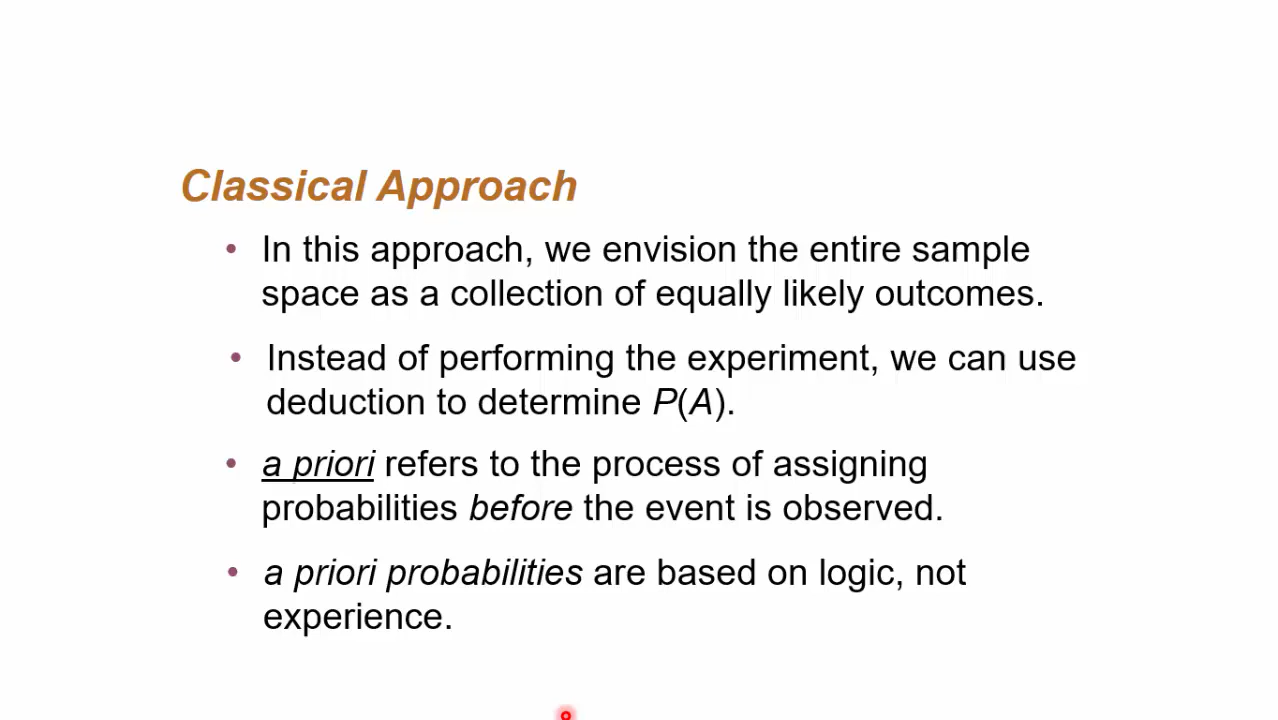 Classical Approach
• In this approach, we envision the entire sample
space as a collection of equally likely outcomes.
• Instead of performing the experiment, we can use
deduction to determine P(A).
• a priori refers to the process of assigning
probabilities before the event is observed.
• a priori probabilities are based on logic, not
experience.